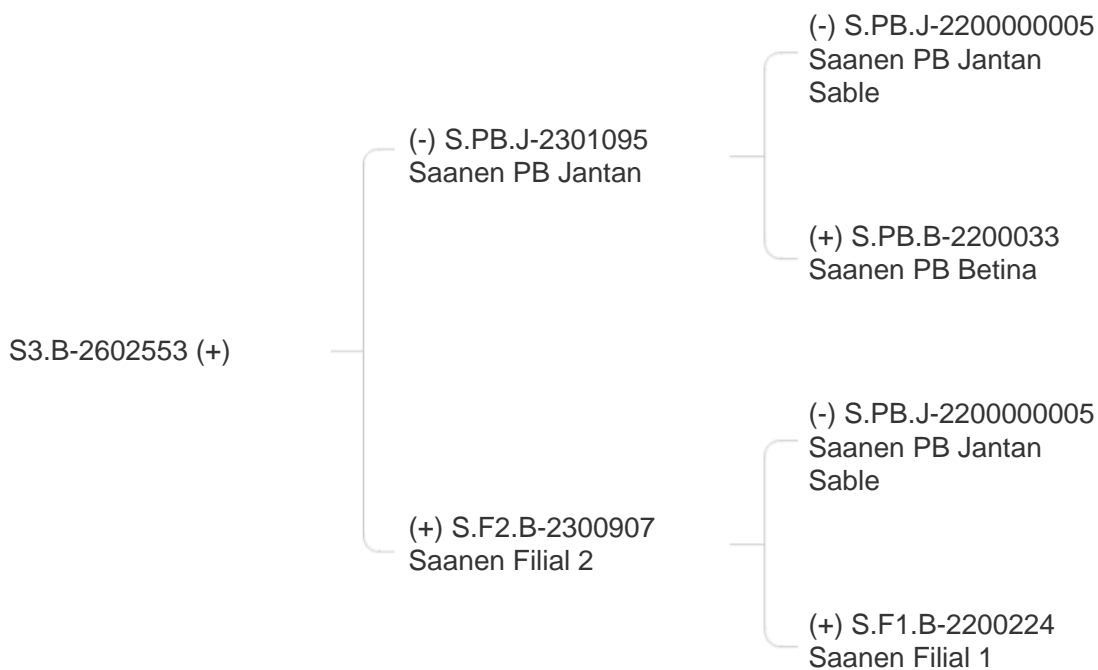 (-) S.PB.J-2200000005
Saanen PB Jantan
Sable
(-) S.PB.J-2301095
Saanen PB Jantan
(+) S.PB.B-2200033
Saanen PB Betina
S3.B-2602553 (+)
(-) S.PB.J-2200000005
Saanen PB Jantan
Sable
(+) S.F2.B-2300907
Saanen Filial 2
(+) S.F1.B-2200224
Saanen Filial 1